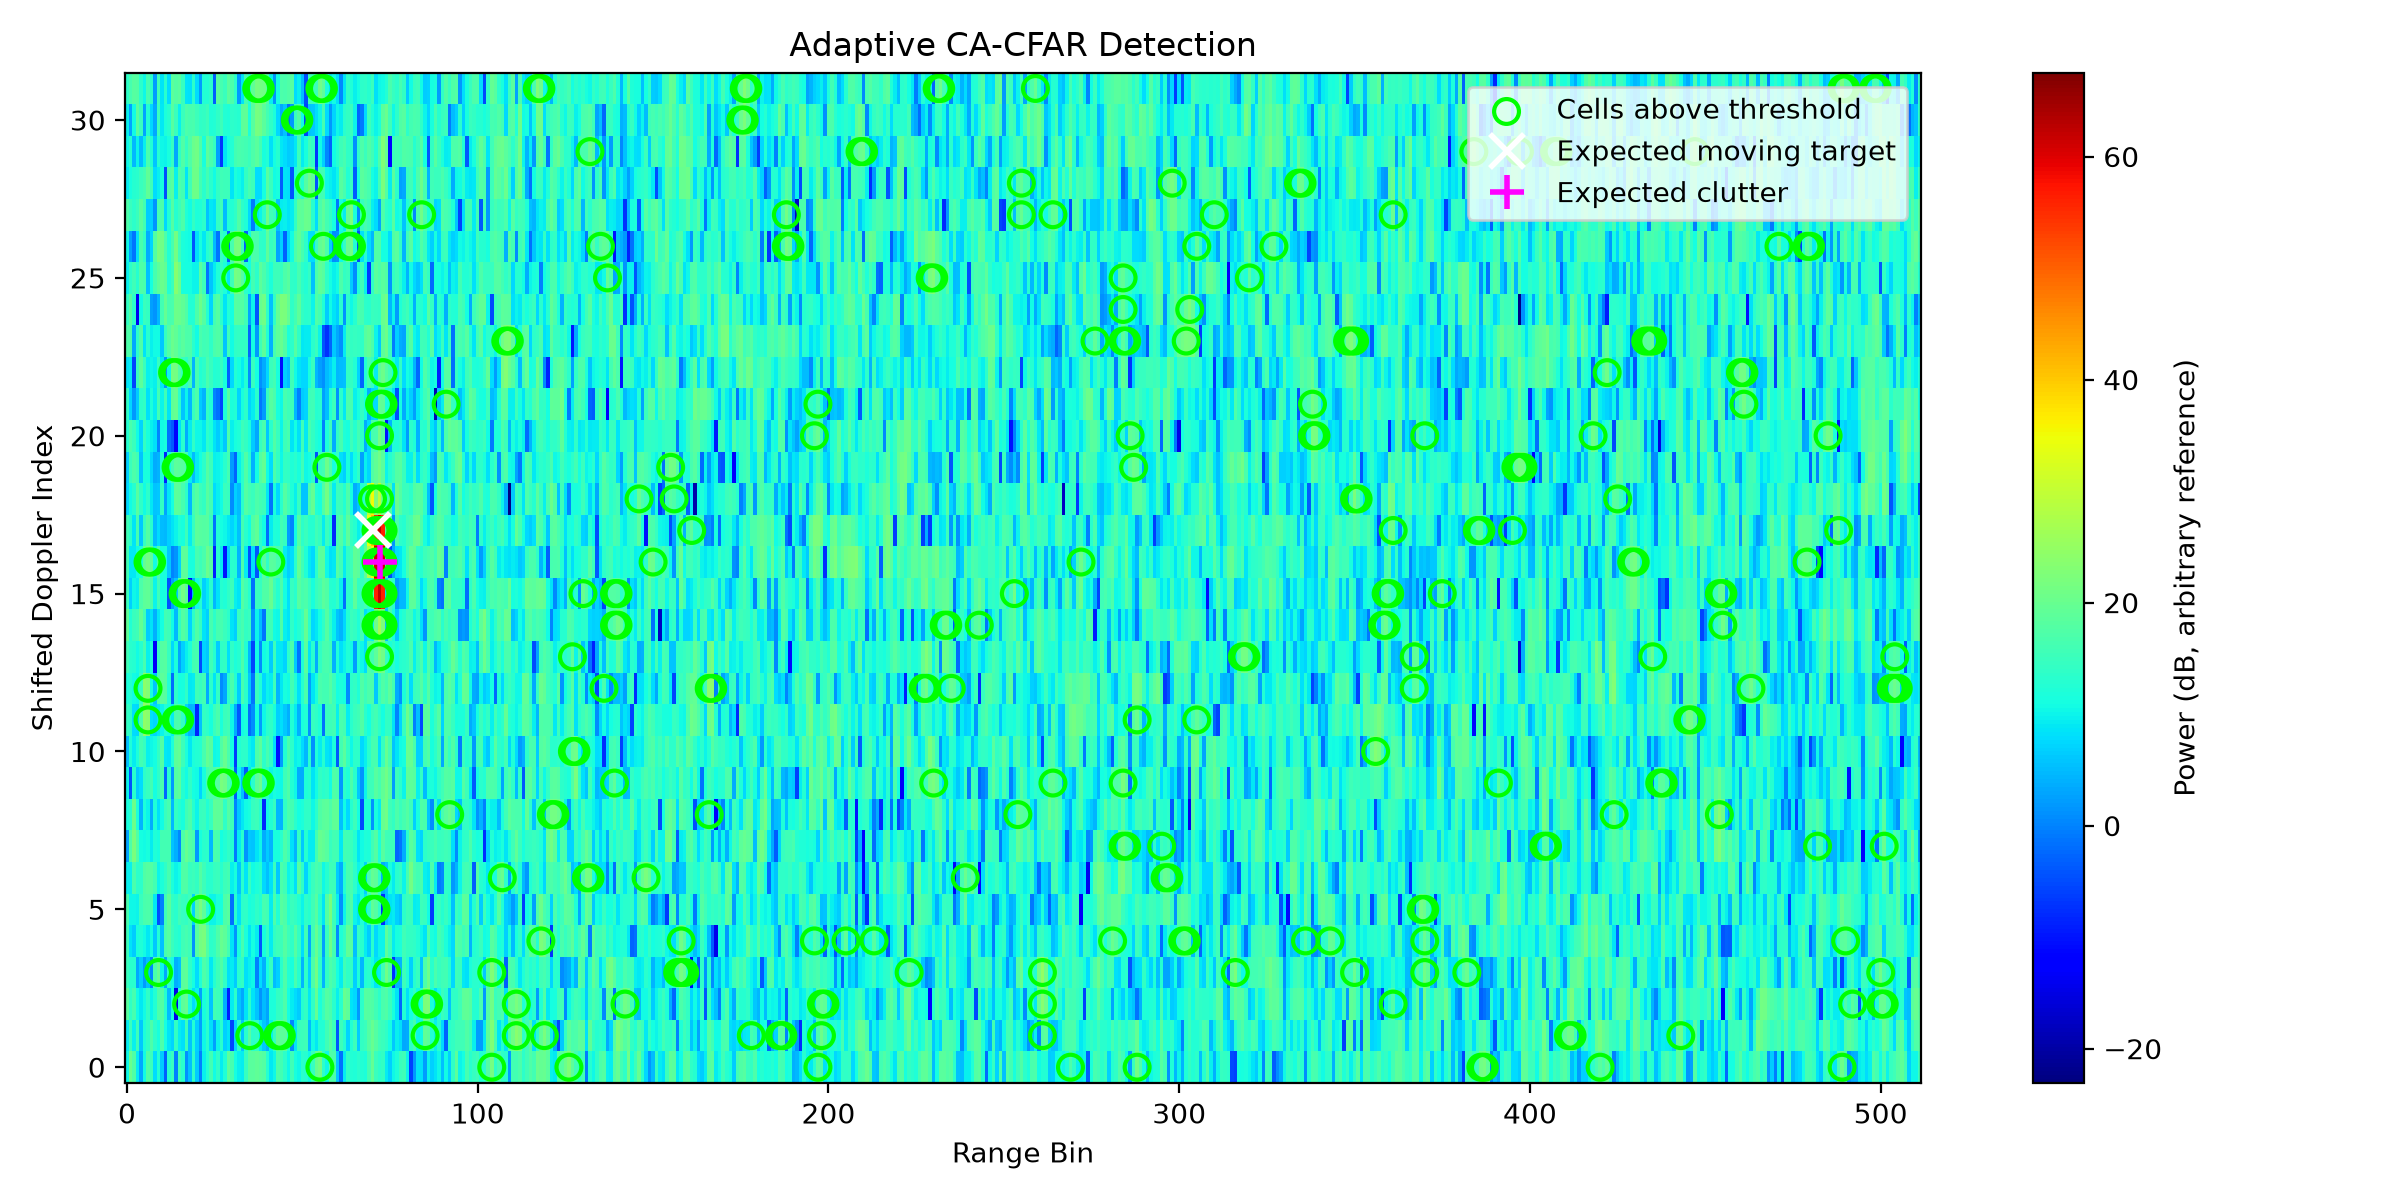 Adaptive CA-CFAR Detection
Cells above threshold
Expected moving target
Expected clutter
Shifted Doppler Index
30
25
20
15
10
5
0
0 100 200 300 400 500
Range Bin
60
40
20
0
−20
Power (dB, arbitrary reference)